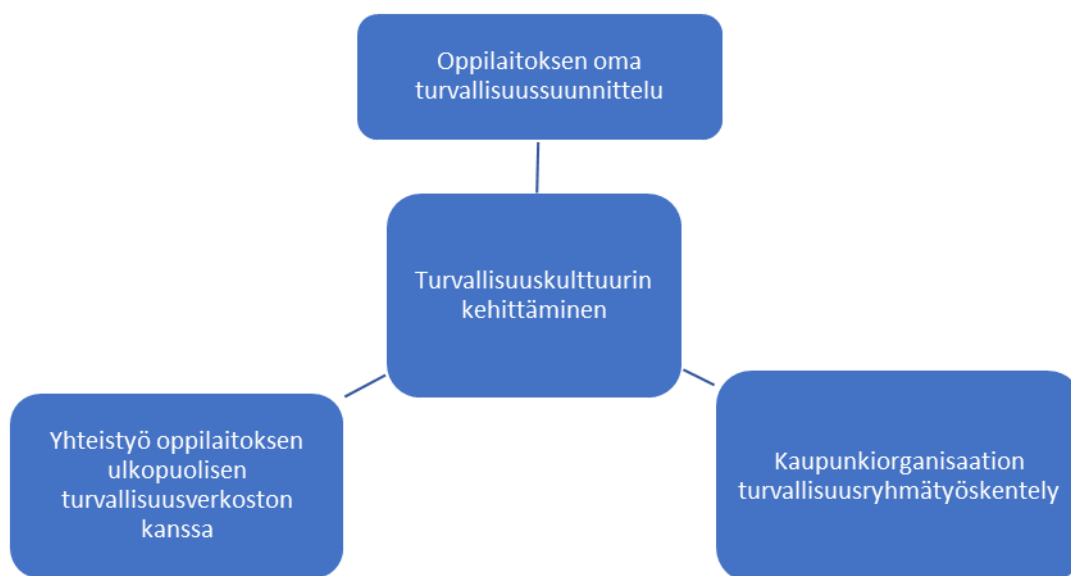 Oppilaitoksen oma
turvallisuussuunnittelu
Turvallisuuskulttuurin
kehittäminen
Yhteistyö oppilaitoksen
ulkopuolisen
turvallisuusverkoston
kanssa
Kaupunkiorganisaation
turvallisuusryhmätyöskentely